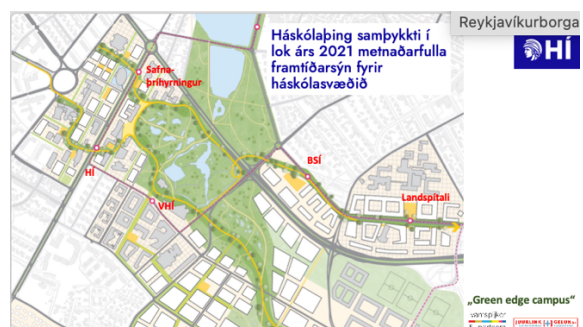 Reykjavíkurborga
Háskólaþing samþykkti í
lok árs 2021 metnaðarfulla
framtíðarsýn fyrir
háskólasvæðið
HÍ
Safna-
þríhyrningur
BSÍ
Landspítali
HÍ
VHÍ
„Green edge campus“